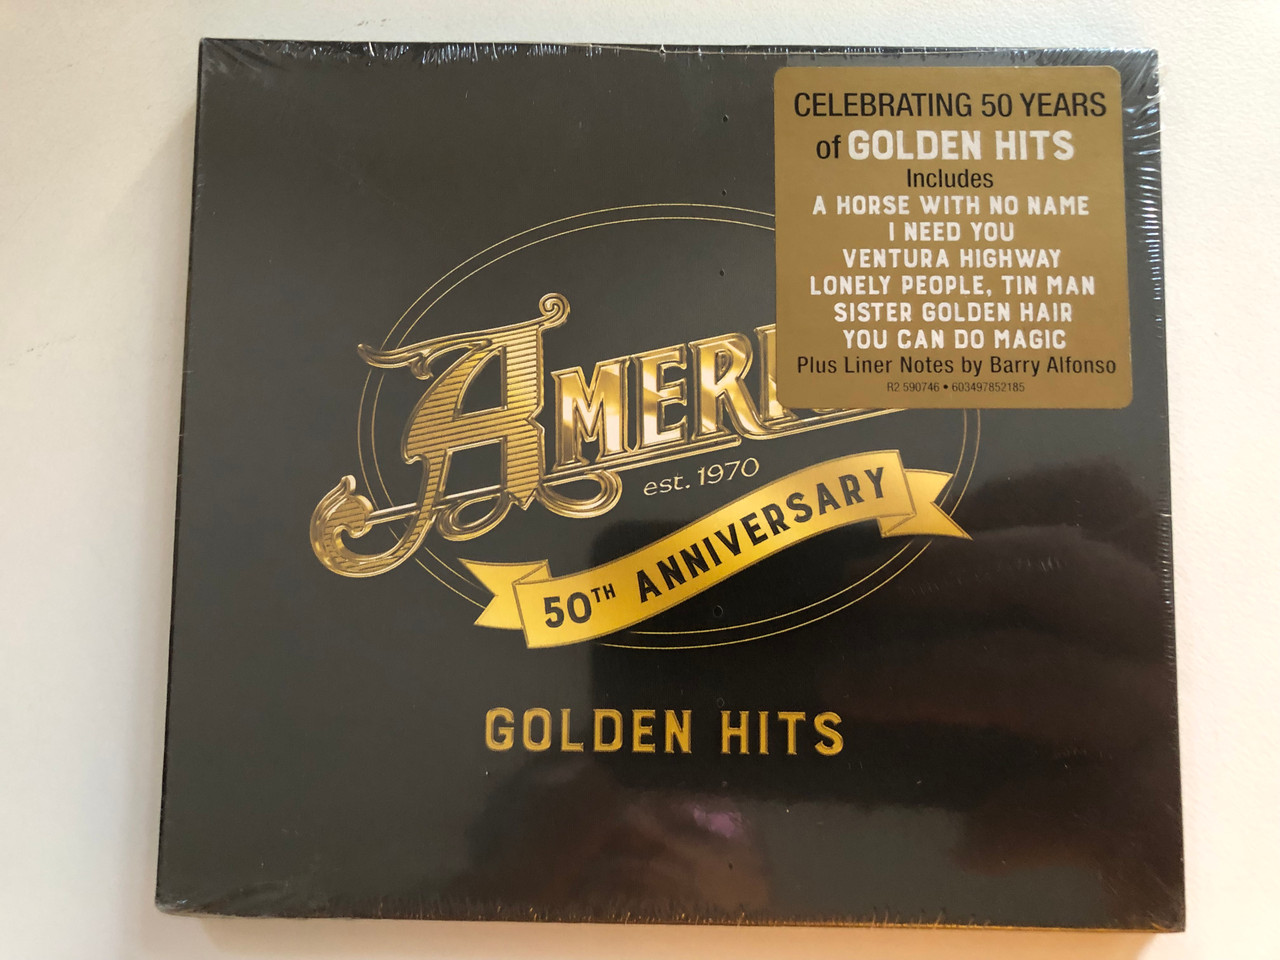 CELEBRATING 50 YEARS
of GOLDEN HITS
Includes
A HORSE WITH NO NAME
I NEED YOU
VENTURA HIGHWAY
LONELY PEOPLE, TIN MAN
SISTER GOLDEN HAIR
YOU CAN DO MAGIC
Plus Liner Notes by Barry Alfonso
R2 590746 • 603497852185
AMERI
est. 1970
50TH ANNIVERSARY
GOLDEN HITS